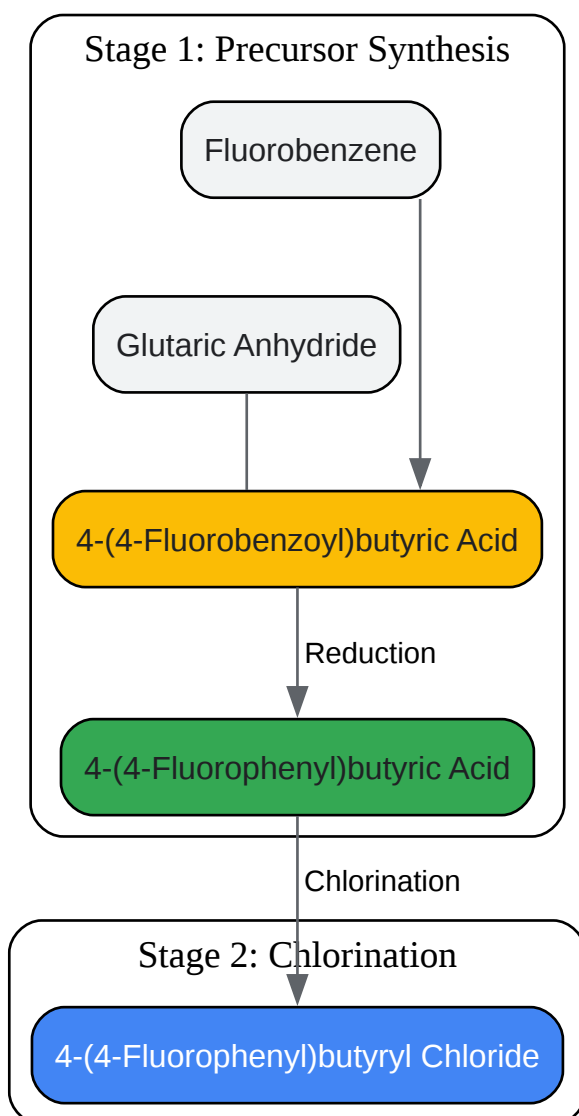 Stage 1: Precursor Synthesis
Fluorobenzene
Glutaric Anhydride
4-(4-Fluorobenzoyl)butyric Acid
Reduction
4-(4-Fluorophenyl)butyric Acid
Chlorination
Stage 2: Chlorination
4-(4-Fluorophenyl)butyryl Chloride